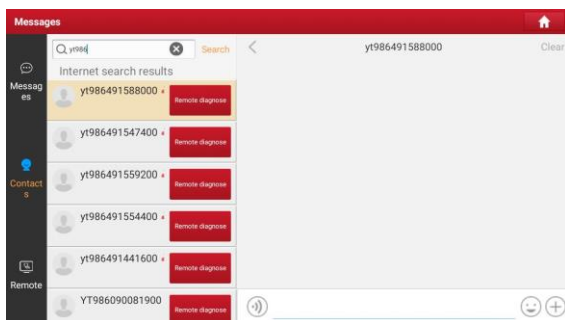 Messages
yt986
Search
yt986491588000
Clear
Internet search results
Messag
es
yt986491588000
Remote diagnose
yt986491547400
Remote diagnose
Contact
s
yt986491559200
Remote diagnose
yt986491554400
Remote diagnose
yt986491441600
Remote diagnose
Remote
YT986090081900
Remote diagnose